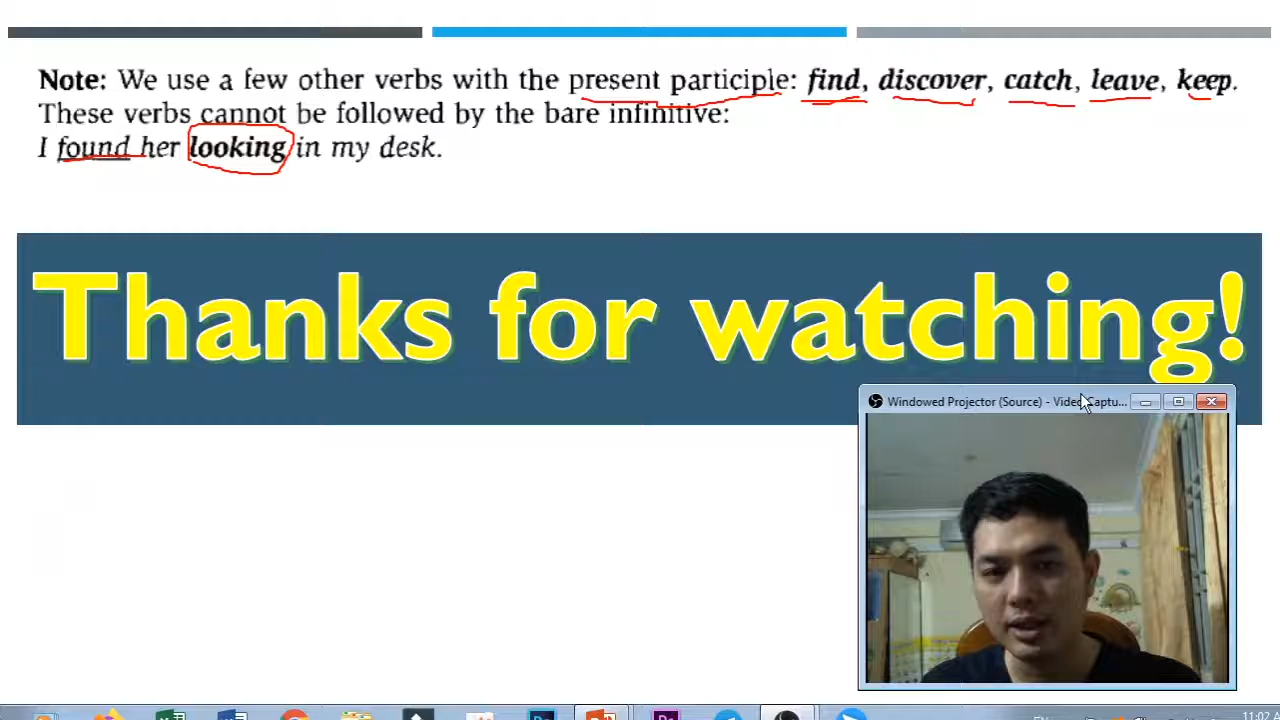 Note: We use a few other verbs with the present participle: find, discover, catch, leave, keep.
These verbs cannot be followed by the bare infinitive:
I found her looking in my desk.
Thanks for watching!
Windowed Projector (Source) - Video Captu...